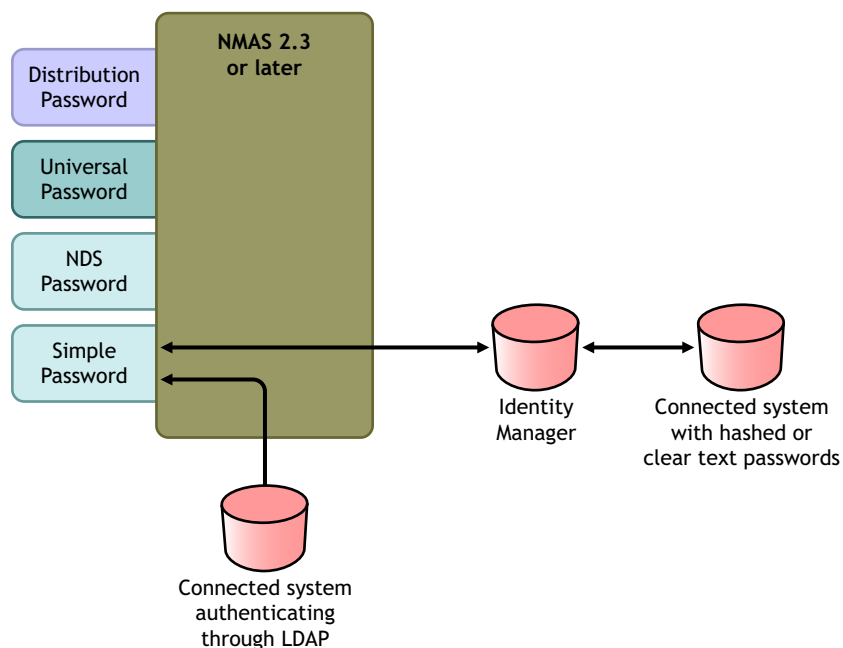 NMAS 2.3
or later
Distribution
Password
Universal
Password
NDS
Password
Simple
Password
Identity
Manager
Connected system
with hashed or
clear text passwords
Connected system
authenticating
through LDAP